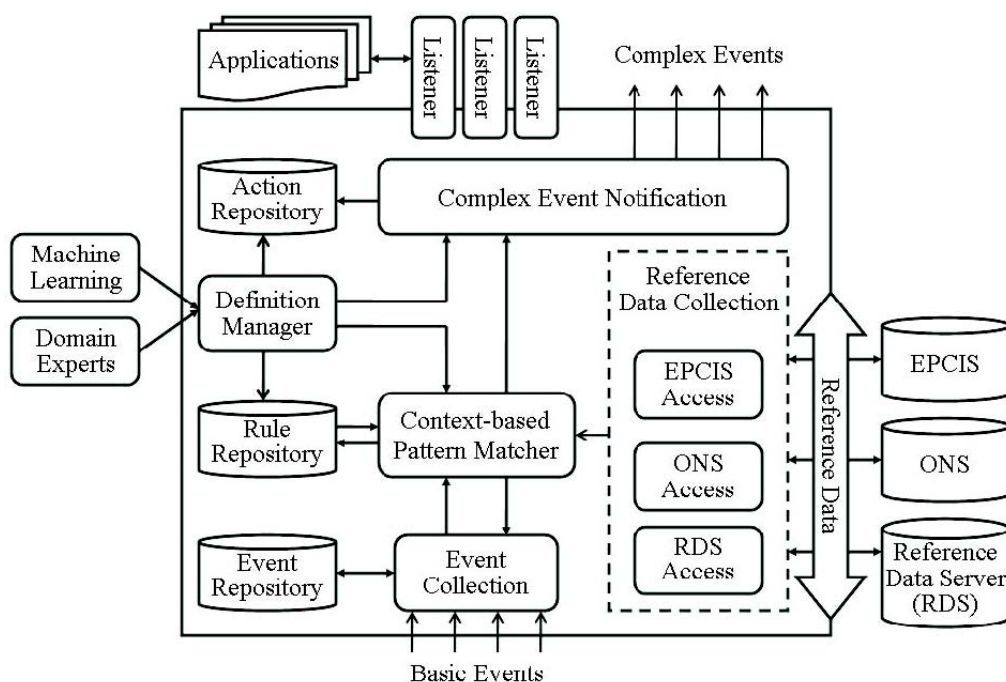 Applications
Listener
Listener
Listener
Complex Events
Action
Repository
Complex Event Notification
Machine
Learning
Domain
Experts
Definition
Manager
Reference
Data Collection
EPCIS
Access
ONS
Access
RDS
Access
Reference Data
EPCIS
ONS
Reference
Data Server
(RDS)
Rule
Repository
Context-based
Pattern Matcher
Event
Repository
Event
Collection
Basic Events